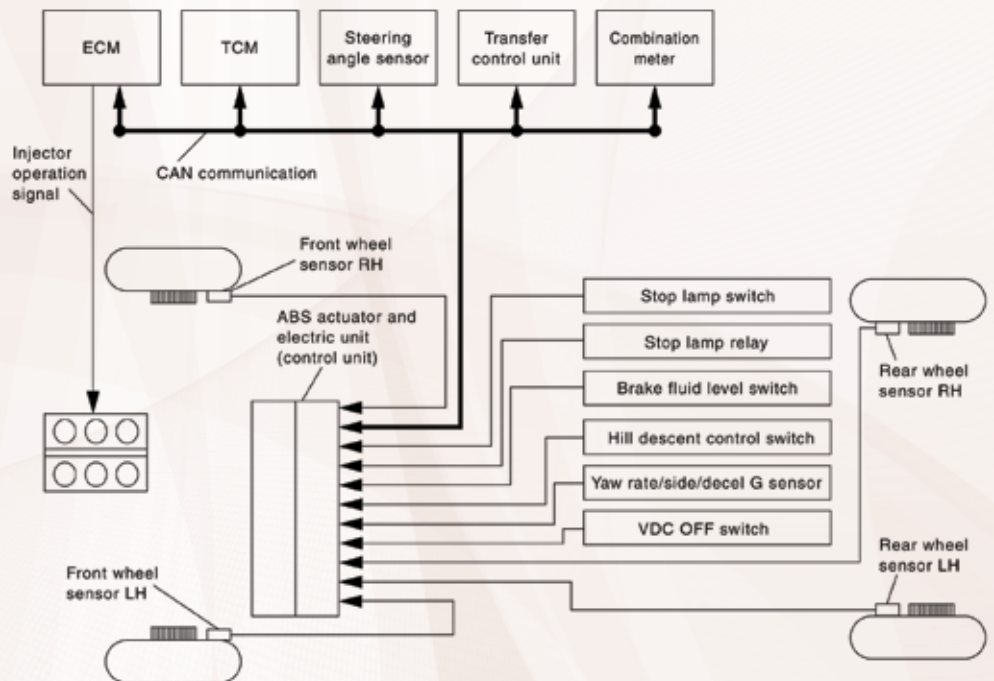 ECM
TCM
Steering
angle sensor
Transfer
control unit
Combination
meter
Injector
operation
signal
CAN communication
Front wheel
sensor RH
ABS actuator and
electric unit
(control unit)
Stop lamp switch
Stop lamp relay
Brake fluid level switch
Hill descent control switch
Yaw rate/side/decel G sensor
VDC OFF switch
Rear wheel
sensor RH
Rear wheel
sensor LH
Front wheel
sensor LH